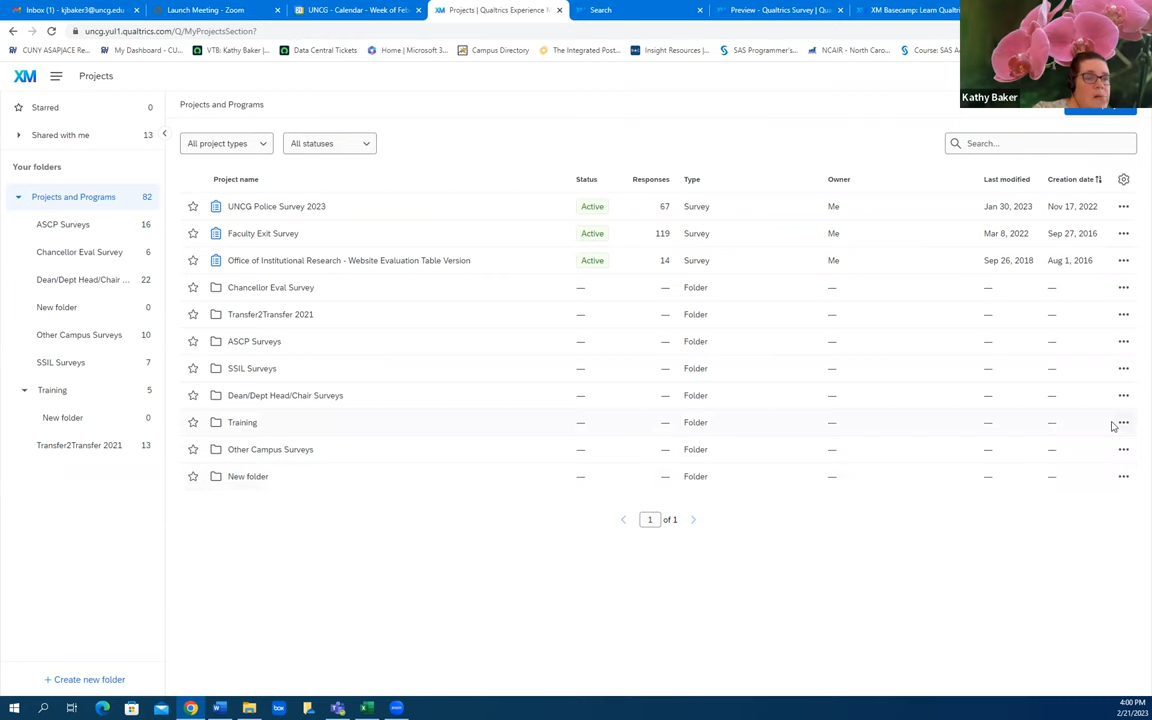 Inbox (1) - kjbaker3@uncg.edu
Launch Meeting - Zoom
UNCG - Calendar - Week of Feb
Projects | Qualtrics Experience M
Search
Preview - Qualtrics Survey | Qua
XM Basecamp: Learn Qualtri
uncg.yul1.qualtrics.com/Q/MyProjectsSection?
CUNY ASAP|ACE Re...
My Dashboard - CU...
VTB: Kathy Baker |...
Data Central Tickets
Home | Microsoft 3...
Campus Directory
The Integrated Post...
Insight Resources |...
SAS Programmer's...
NCAIR - North Caro...
Course: SAS A
XM
Projects
Kathy Baker
Starred 0
Shared with me 13
Your folders
Projects and Programs 82
ASCP Surveys 16
Chancellor Eval Survey 6
Dean/Dept Head/Chair ... 22
New folder 0
Other Campus Surveys 10
SSIL Surveys 7
Training 5
New folder 0
Transfer2Transfer 2021 13
+ Create new folder
Projects and Programs
All project types
All statuses
Search...
Project name Status Responses Type Owner Last modified Creation date
UNCG Police Survey 2023 Active 67 Survey Me Jan 30, 2023 Nov 17, 2022
Faculty Exit Survey Active 119 Survey Me Mar 8, 2022 Sep 27, 2016
Office of Institutional Research - Website Evaluation Table Version Active 14 Survey Me Sep 26, 2018 Aug 1, 2016
Chancellor Eval Survey — — Folder — — —
Transfer2Transfer 2021 — — Folder — — —
ASCP Surveys — — Folder — — —
SSIL Surveys — — Folder — — —
Dean/Dept Head/Chair Surveys — — Folder — — —
Training — — Folder — — —
Other Campus Surveys — — Folder — — —
New folder — — Folder — — —
1 of 1
4:00 PM
2/21/2023